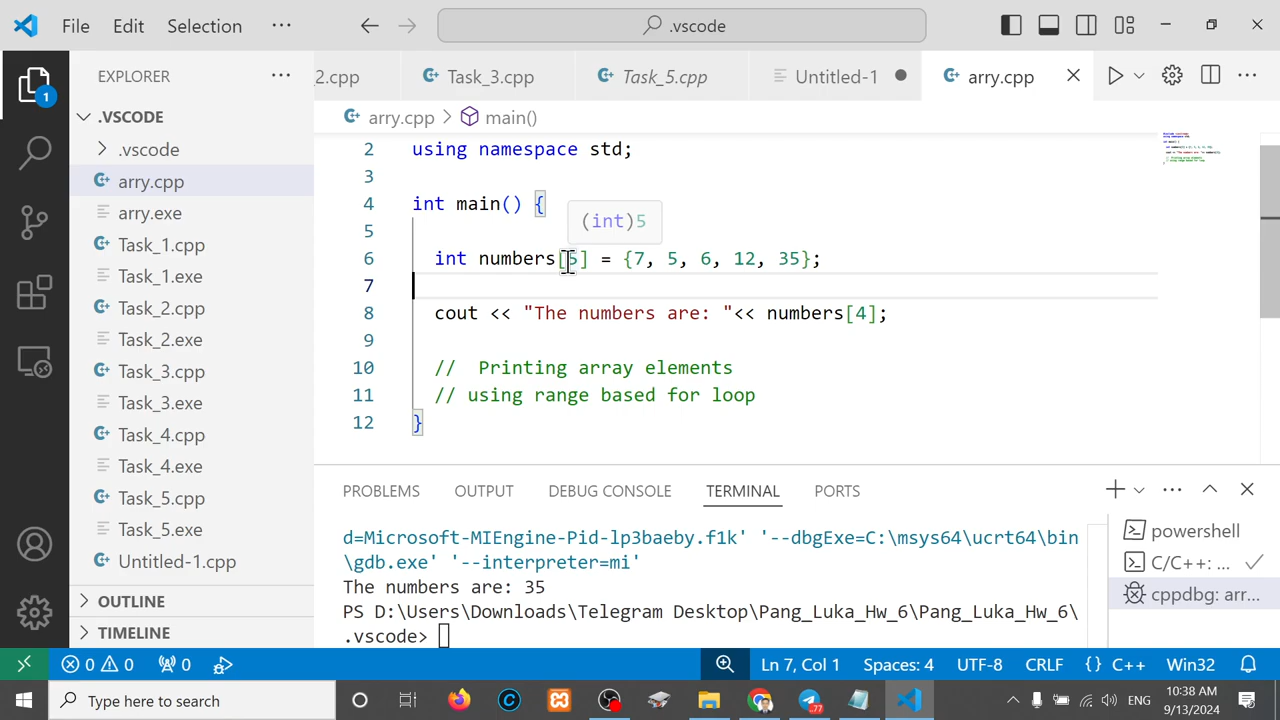 File Edit Selection ··· .vscode
EXPLORER ···
2.cpp Task_3.cpp Task_5.cpp Untitled-1 arry.cpp
1
.VSCODE
arry.cpp > main()
.vscode
arry.cpp
arry.exe
Task_1.cpp
Task_1.exe
Task_2.cpp
Task_2.exe
Task_3.cpp
Task_3.exe
Task_4.cpp
Task_4.exe
Task_5.cpp
Task_5.exe
Untitled-1.cpp
OUTLINE
TIMELINE
2 using namespace std;
3
4 int main() {
(int)5
5
6 int numbers[5] = {7, 5, 6, 12, 35};
7
8 cout << "The numbers are: "<< numbers[4];
9
10 // Printing array elements
11 // using range based for loop
12 }
PROBLEMS OUTPUT DEBUG CONSOLE TERMINAL PORTS
d=Microsoft-MIEngine-Pid-lp3baeby.f1k' '--dbgExe=C:\msys64\ucrt64\bin
\gdb.exe' '--interpreter=mi'
The numbers are: 35
PS D:\Users\Downloads\Telegram Desktop\Pang_Luka_Hw_6\Pang_Luka_Hw_6\
.vscode>
powershell
C/C++: ...
cppdbg: arr...
0 0 0 Ln 7, Col 1 Spaces: 4 UTF-8 CRLF {} C++ Win32
Type here to search 77 ENG 10:38 AM
9/13/2024